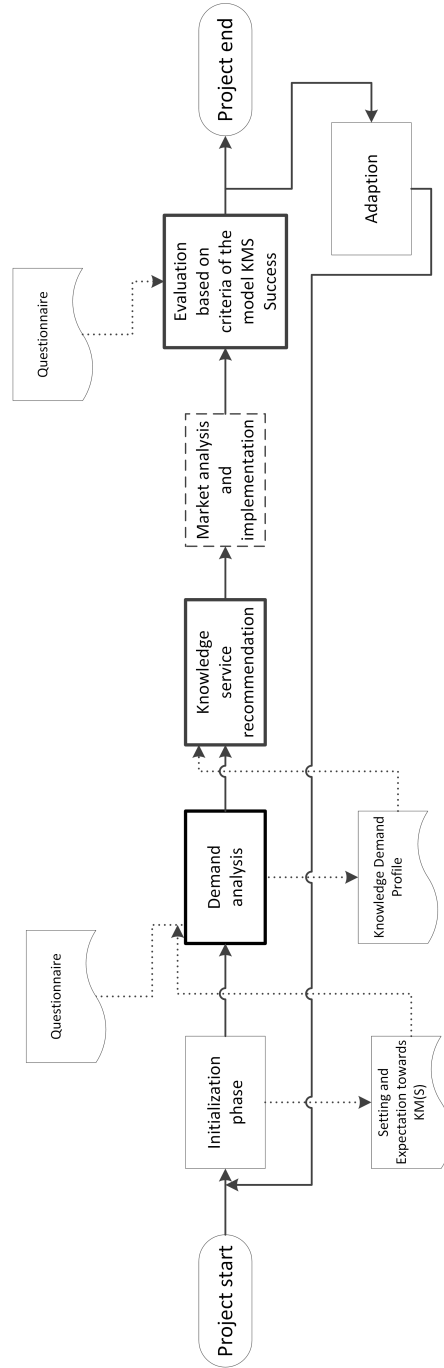 Project start
Initialization
phase
Setting and
Expectation towards
KM(S)
Questionnaire
Demand
analysis
Knowledge Demand
Profile
Knowledge
service
recommendation
Market analysis
and
implementation
Questionnaire
Evaluation
based on
criteria of the
model KMS
Success
Adaption
Project end